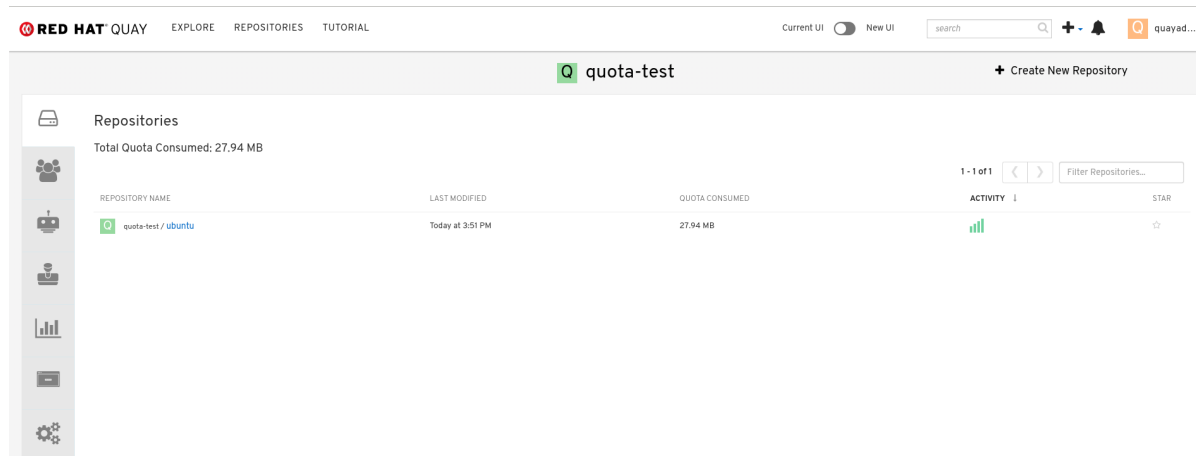 RED HAT® QUAY EXPLORE REPOSITORIES TUTORIAL Current UI New UI search Q quayad...
Q quota-test + Create New Repository
Repositories
Total Quota Consumed: 27.94 MB
1 - 1 of 1 Filter Repositories...
REPOSITORY NAME LAST MODIFIED QUOTA CONSUMED ACTIVITY ↓ STAR
Q quota-test / ubuntu Today at 3:51 PM 27.94 MB